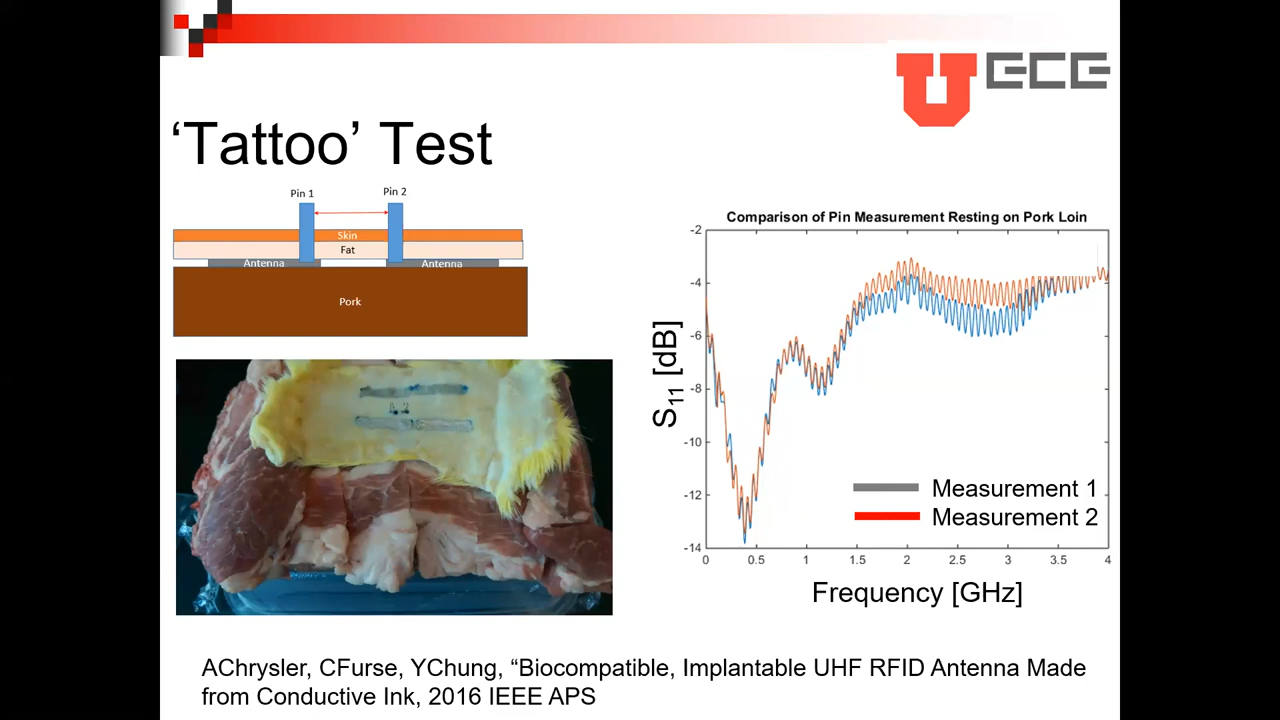 U ECE
‘Tattoo’ Test
Pin 1
Pin 2
Skin
Fat
Antenna
Antenna
Pork
Comparison of Pin Measurement Resting on Pork Loin
-2
-4
-6
-8
-10
-12
-14
S11 [dB]
0 0.5 1 1.5 2 2.5 3 3.5 4
Measurement 1
Measurement 2
Frequency [GHz]
AChrysler, CFurse, YChung, “Biocompatible, Implantable UHF RFID Antenna Made
from Conductive Ink, 2016 IEEE APS